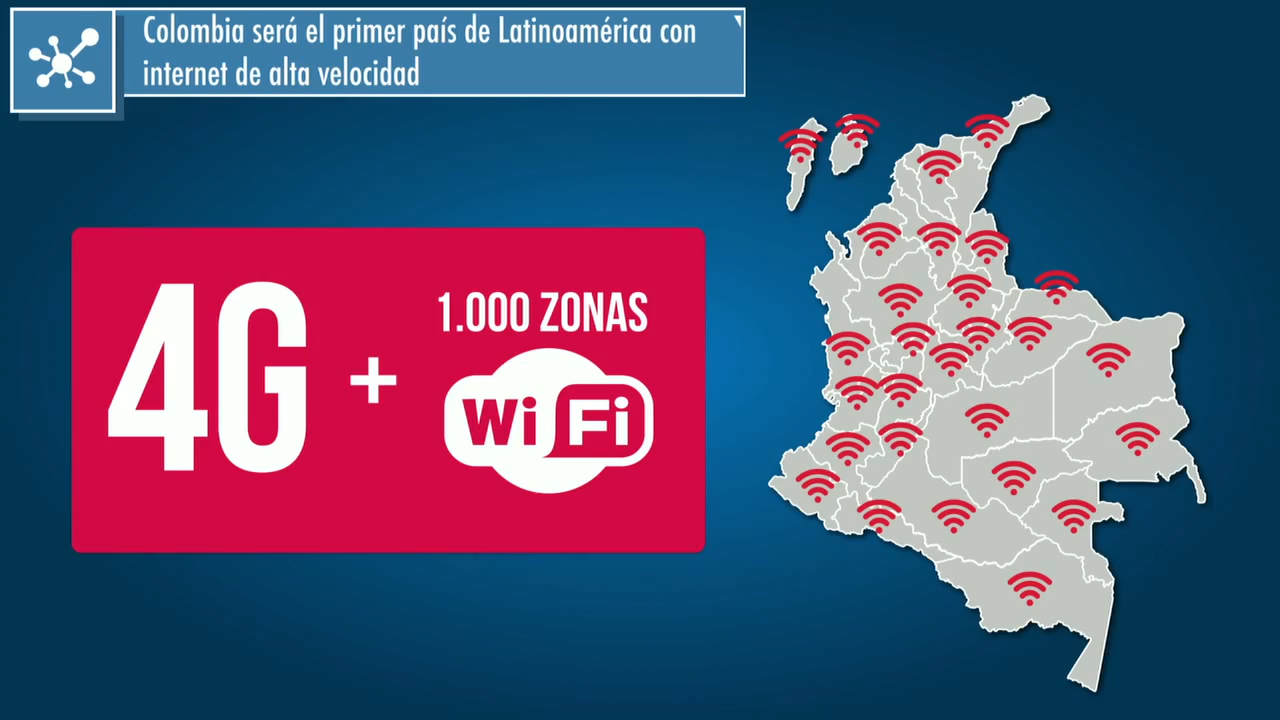 Colombia será el primer país de Latinoamérica con
internet de alta velocidad
4G
+
1.000 ZONAS
Wi Fi